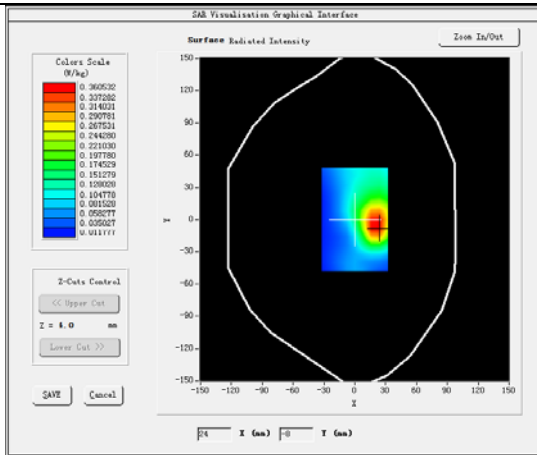 SAR Visualisation Graphical Interface
Surface Radiated Intensity
Zoom In/Out
Colors Scale
(W/kg)
0.360532
0.337282
0.314031
0.290781
0.267531
0.244280
0.221030
0.197780
0.174529
0.151279
0.128028
0.104778
0.081528
0.058277
0.035027
0.011777
150
120
90
60
30
0
-30
-60
-90
-120
-150
Y
-150 -120 -90 -60 -30 0 30 60 90 120 150
X
Z-Cuts Control
<< Upper Cut
Z = 4.0 mm
Lower Cut >>
SAVE Cancel
24 X (mm) -8 Y (mm)